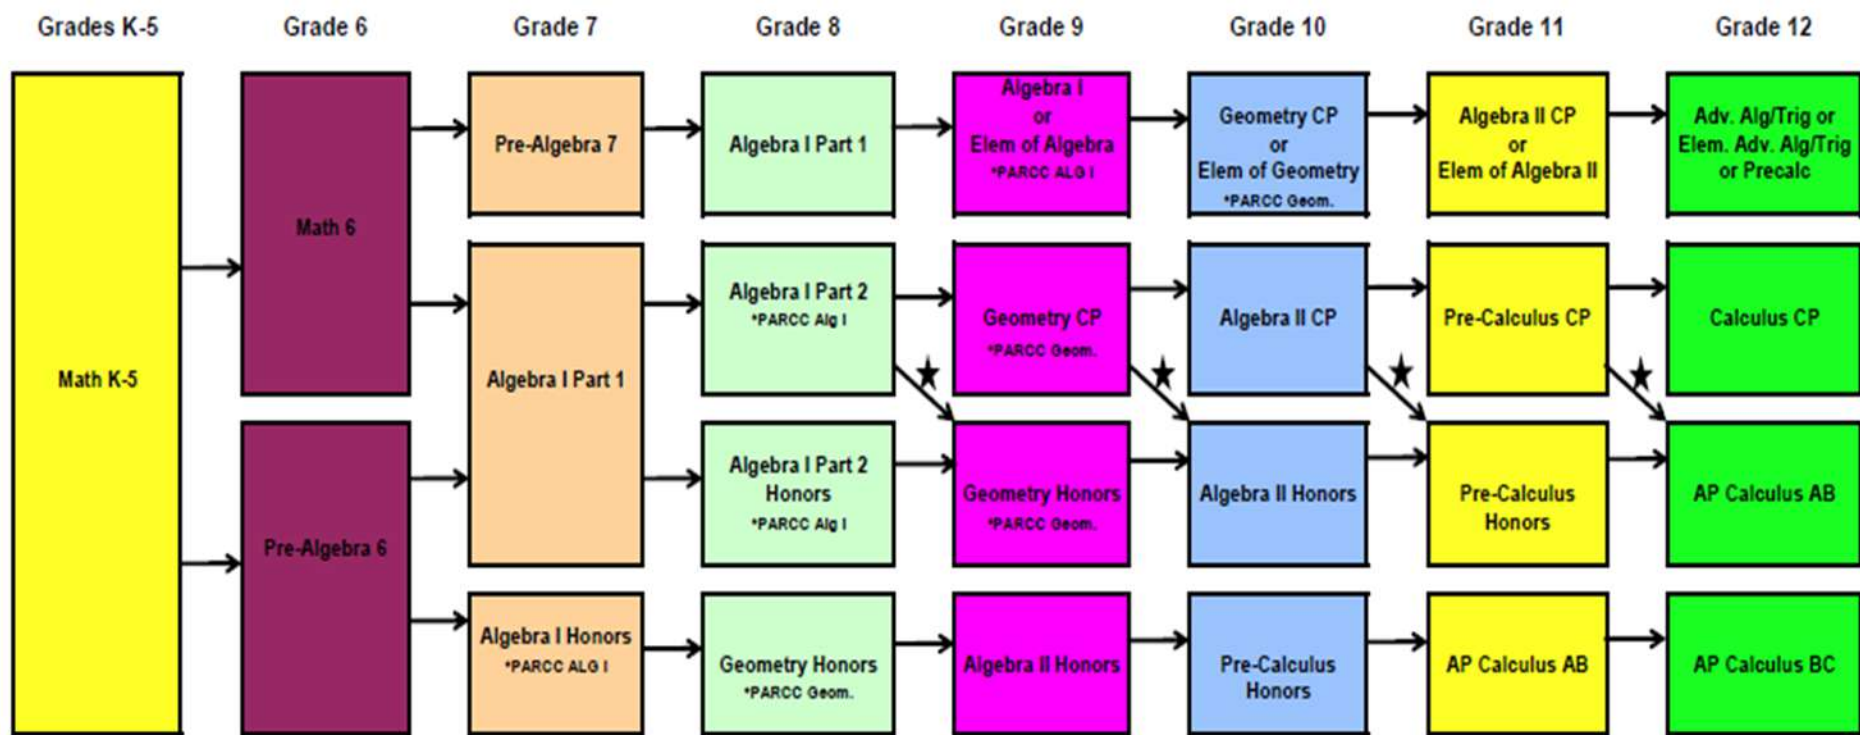 Grades K-5
Grade 6
Grade 7
Grade 8
Grade 9
Grade 10
Grade 11
Grade 12
Math K-5
Math 6
Pre-Algebra 6
Pre-Algebra 7
Algebra I Part 1
Algebra I Honors
*PARCC ALG I
Algebra I Part 1
Algebra I Part 2
*PARCC Alg I
Algebra I Part 2
Honors
*PARCC Alg I
Geometry Honors
*PARCC Geom.
Algebra I
or
Elem of Algebra
*PARCC ALG I
Geometry CP
*PARCC Geom.
Geometry Honors
*PARCC Geom.
Algebra II Honors
Geometry CP
or
Elem of Geometry
*PARCC Geom.
Algebra II CP
Algebra II Honors
Pre-Calculus
Honors
Algebra II CP
or
Elem of Algebra II
Pre-Calculus CP
Pre-Calculus
Honors
AP Calculus AB
Adv. Alg/Trig or
Elem. Adv. Alg/Trig
or Precalc
Calculus CP
AP Calculus AB
AP Calculus BC